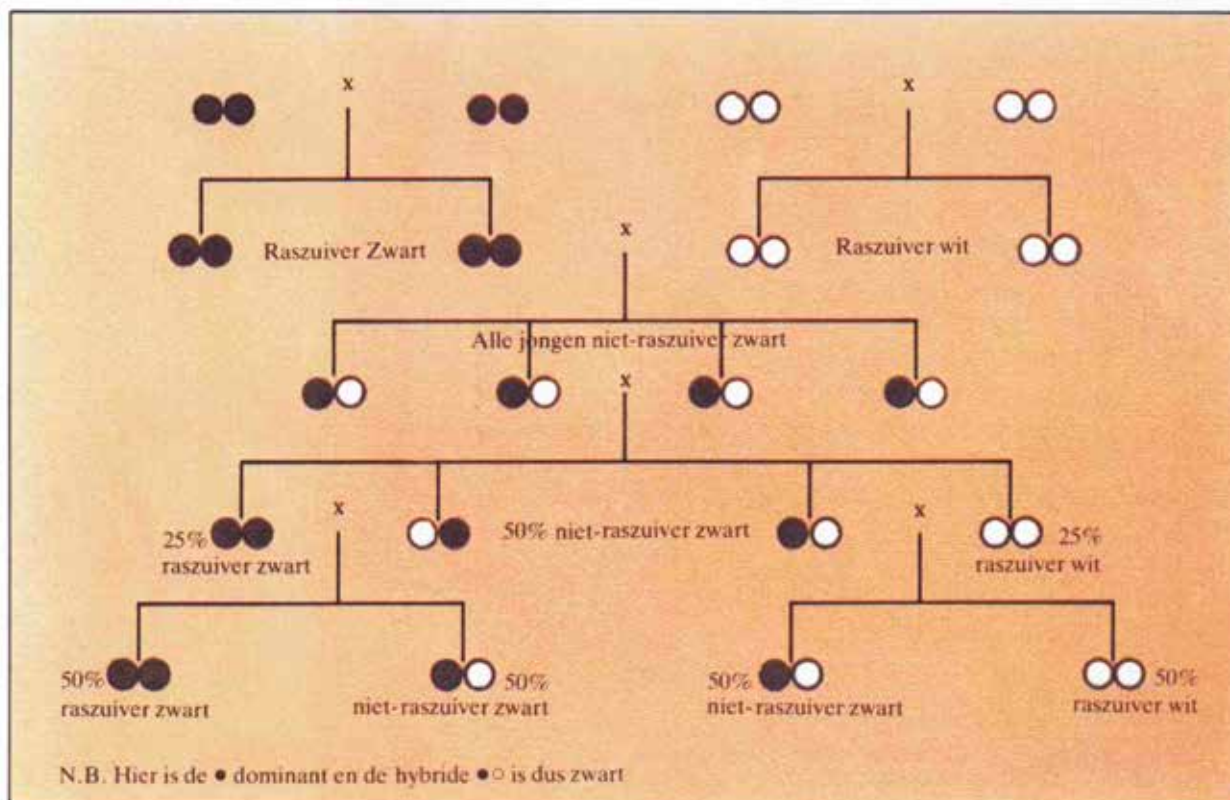 x
x
Raszuiver Zwart
x
Raszuiver wit
Alle jongen niet-raszuiver zwart
x
25%
raszuiver zwart
x
50% niet-raszuiver zwart
x
25%
raszuiver wit
50%
raszuiver zwart
50%
niet-raszuiver zwart
50%
niet-raszuiver zwart
50%
raszuiver wit
N.B. Hier is de ● dominant en de hybride ●○ is dus zwart